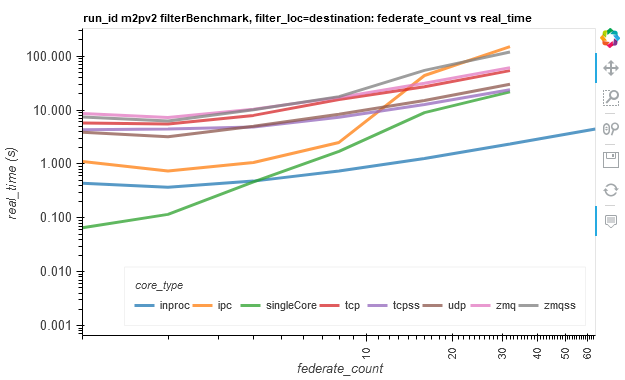 run_id m2pv2 filterBenchmark, filter_loc=destination: federate_count vs real_time
100.000
10.000
1.000
0.100
0.010
0.001
real_time (s)
core_type
inproc ipc singleCore tcp tcpss udp zmq zmqss
10 20 30 40 50 60
federate_count